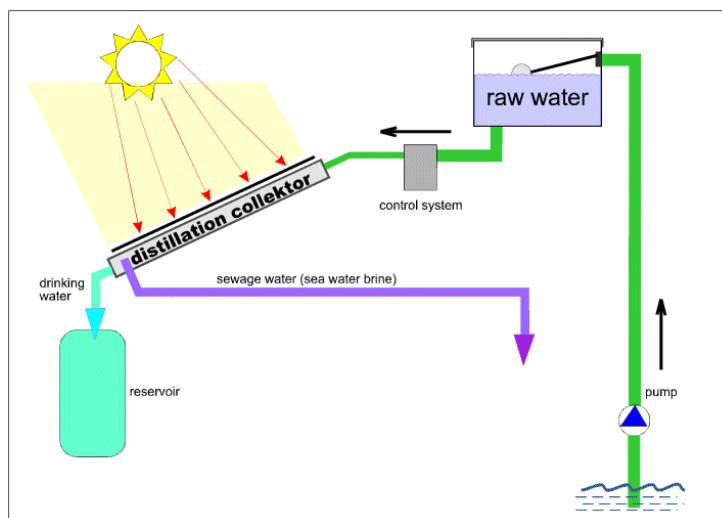 raw water
control system
distillation collektor
drinking
water
sewage water (sea water brine)
reservoir
pump